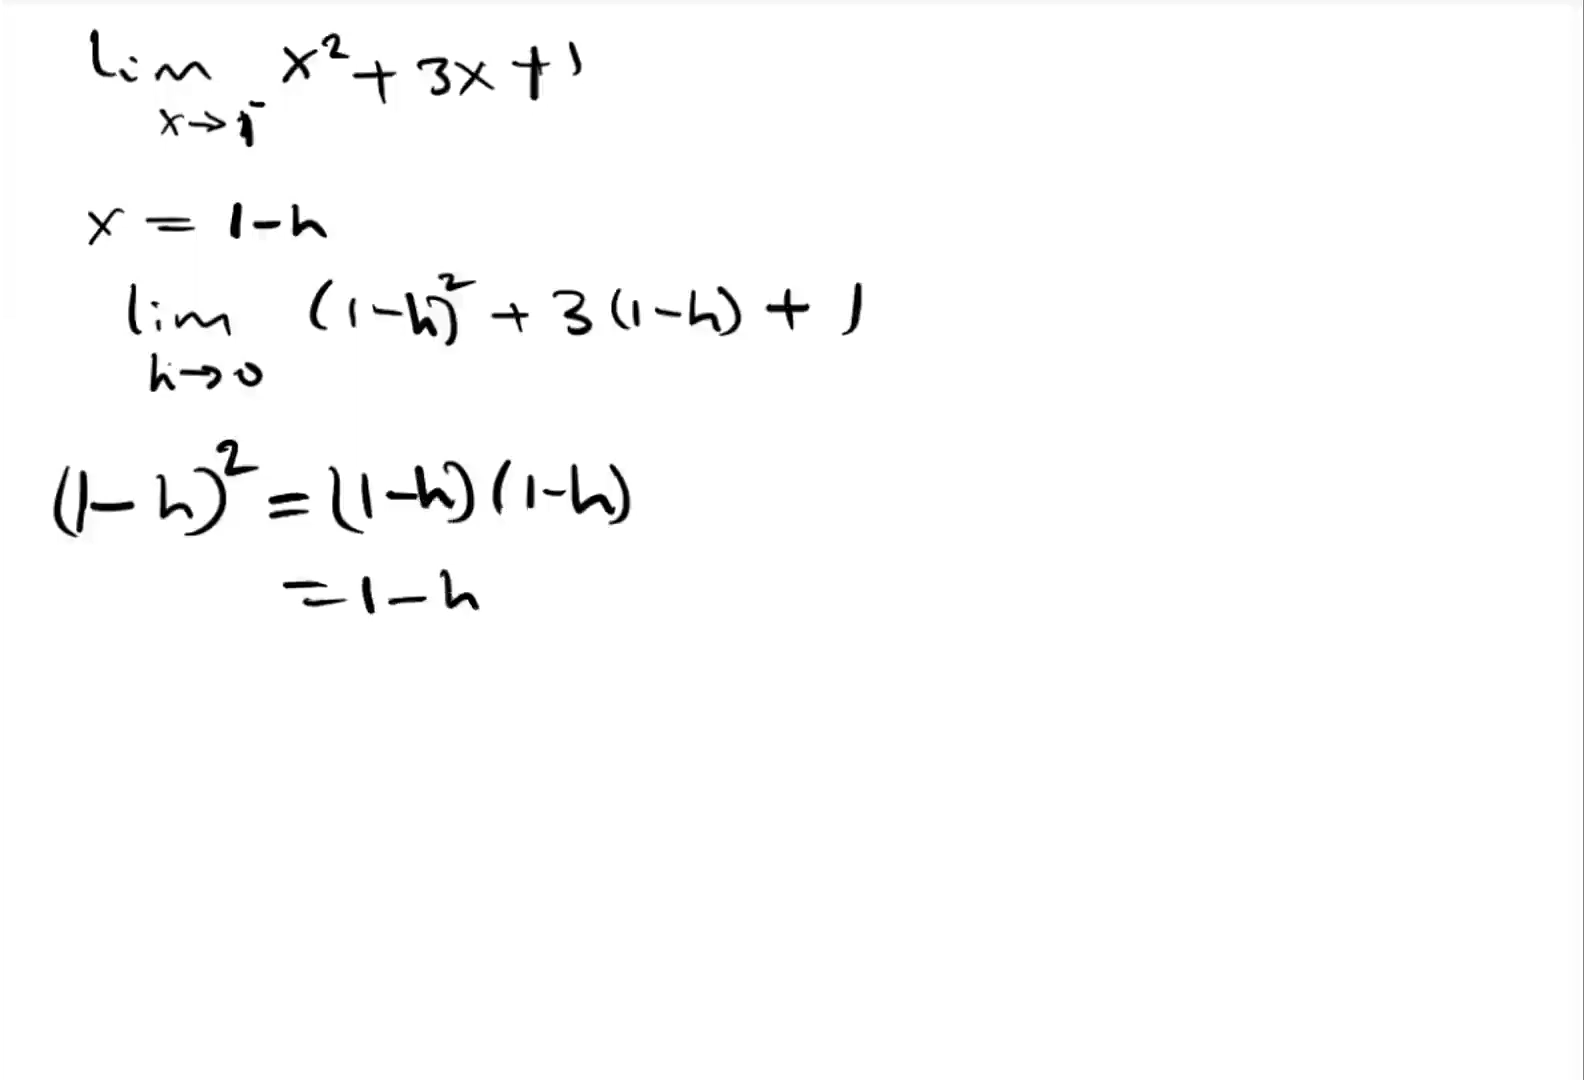 lim x² + 3x + 1
x→1⁻
x = 1-h
lim (1-h)² + 3(1-h) + 1
h→0
(1-h)² = (1-h)(1-h)
= 1-h